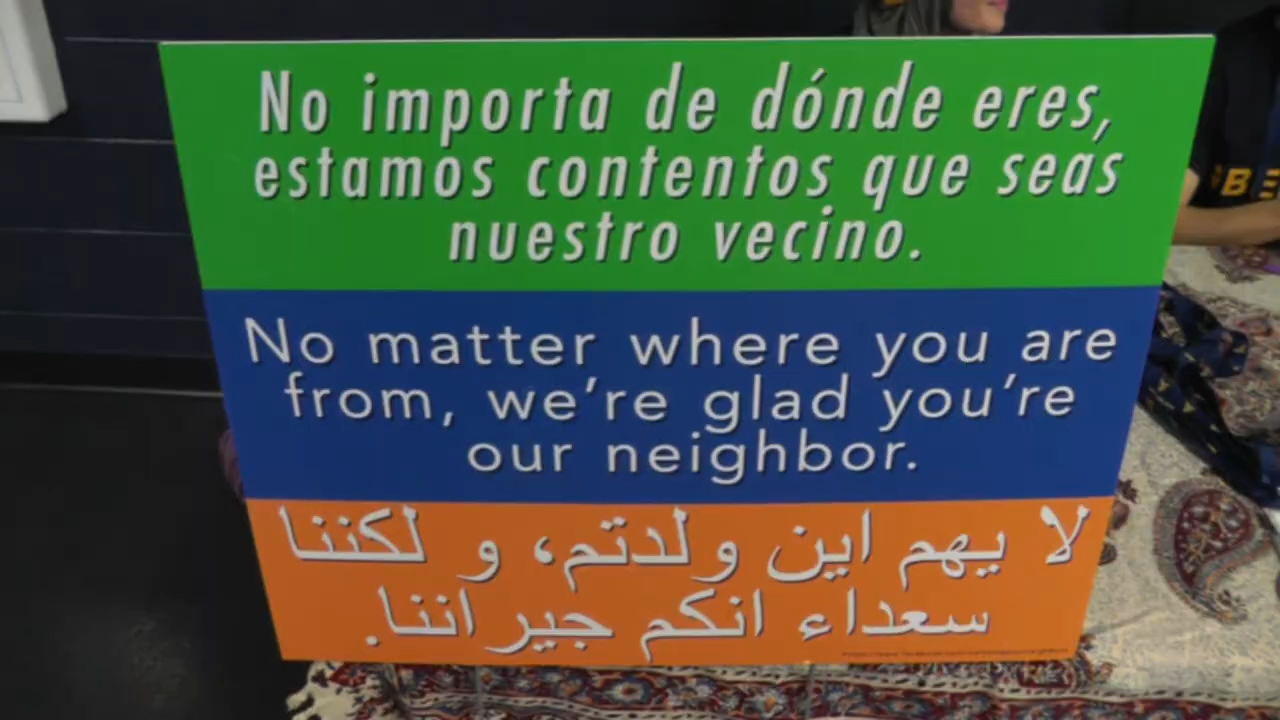 No importa de dónde eres,
estamos contentos que seas
nuestro vecino.
No matter where you are
from, we're glad you're
our neighbor.
لا يهم اين ولدتم، و لكننا
سعداء انكم جيراننا.